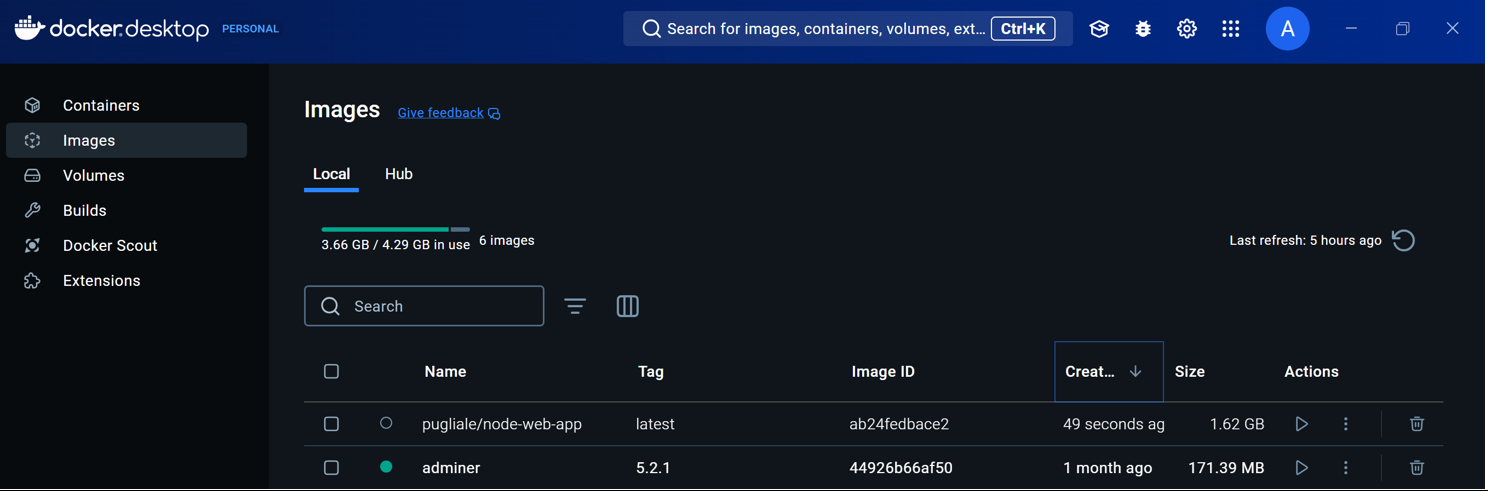 docker.desktop PERSONAL Search for images, containers, volumes, ext... Ctrl+K A
Containers
Images
Volumes
Builds
Docker Scout
Extensions
Images Give feedback
Local Hub
3.66 GB / 4.29 GB in use 6 images Last refresh: 5 hours ago
Search
Name Tag Image ID Creat... Size Actions
pugliale/node-web-app latest ab24fedbace2 49 seconds ag 1.62 GB
adminer 5.2.1 44926b66af50 1 month ago 171.39 MB